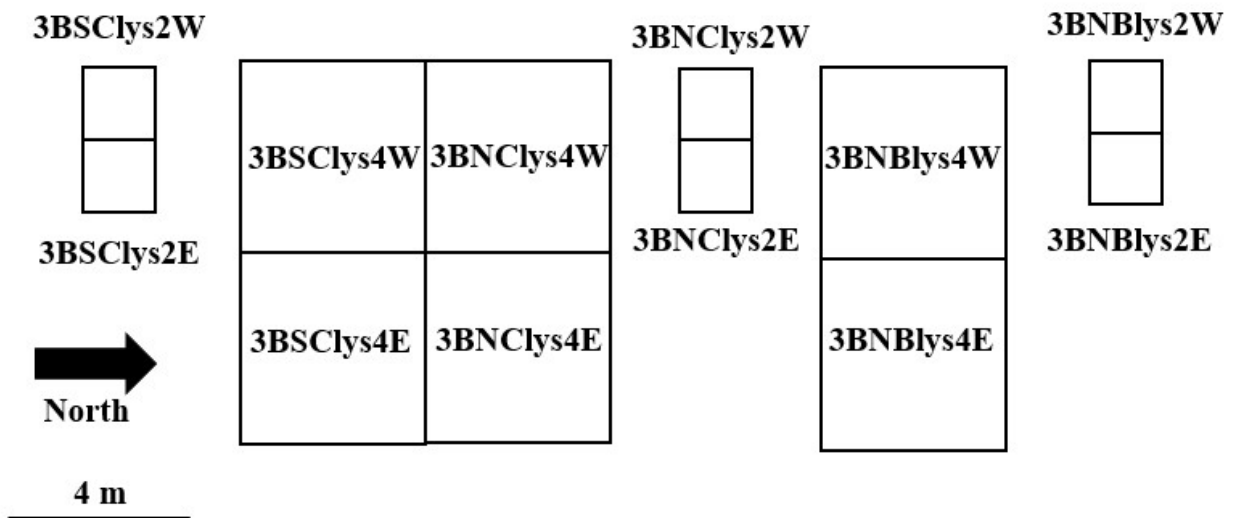 3BSClys2W
3BNClys2W
3BNBlys2W
3BSClys4W
3BNClys4W
3BNBlys4W
3BSClys2E
3BNClys2E
3BNBlys2E
3BSClys4E
3BNClys4E
3BNBlys4E
North
4 m